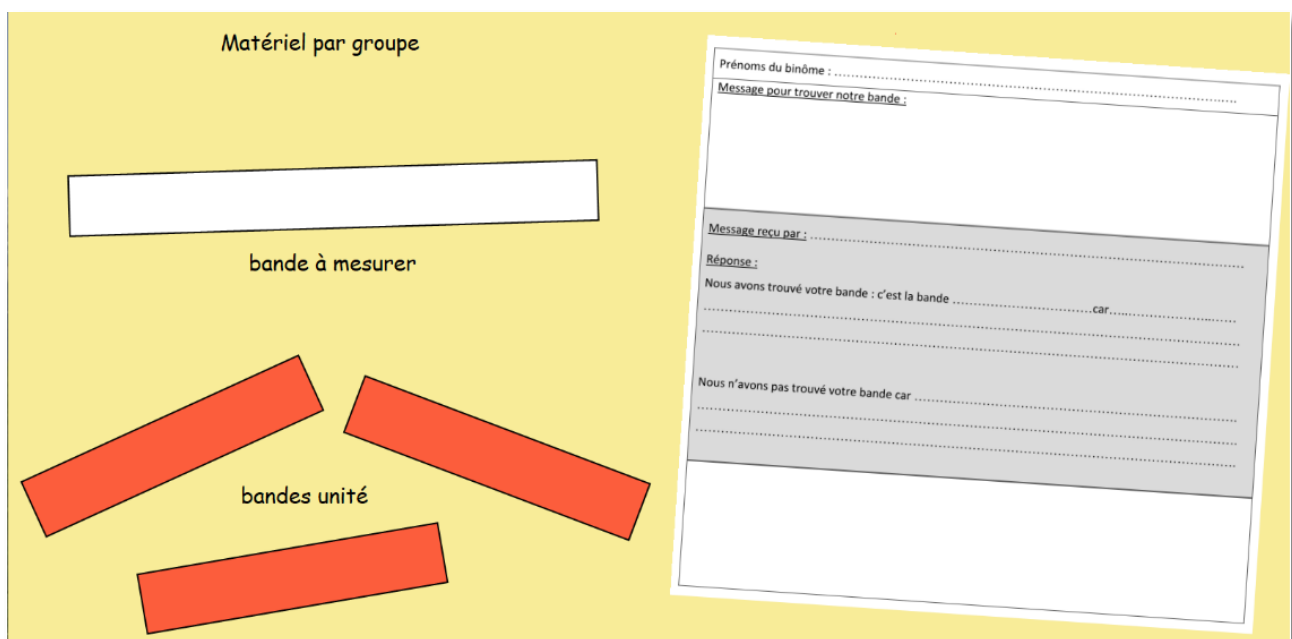 Matériel par groupe
bande à mesurer
bandes unité
Prénoms du binôme : ........................................................................................................
Message pour trouver notre bande :
Message reçu par : ........................................................................................................
Réponse :
Nous avons trouvé votre bande : c'est la bande ....................................car.................................
........................................................................................................................................
........................................................................................................................................
Nous n'avons pas trouvé votre bande car ................................................................................
........................................................................................................................................
........................................................................................................................................